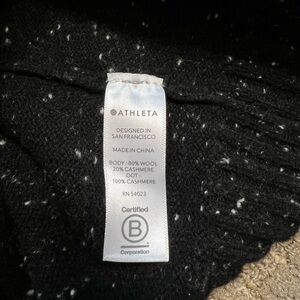 ATHLETA
DESIGNED IN
SAN FRANCISCO
MADE IN CHINA
BODY : 80% WOOL
20% CASHMERE
DOT :
100% CASHMERE
RN 54023
Certified
B
Corporation